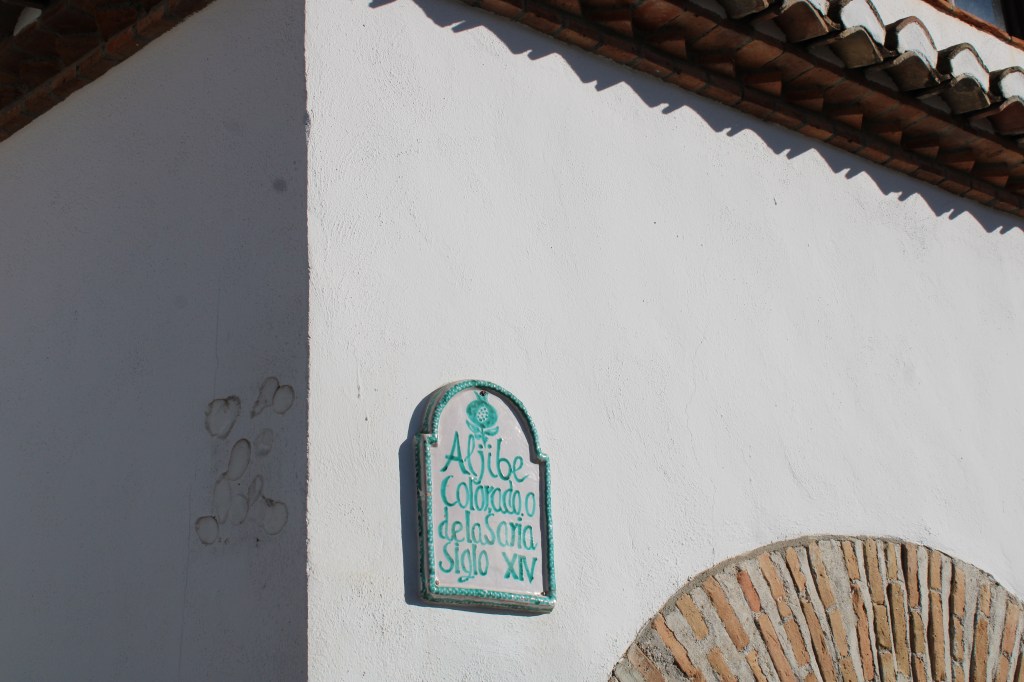 Aljibe
Colorado o
de la Saria
Siglo XIV